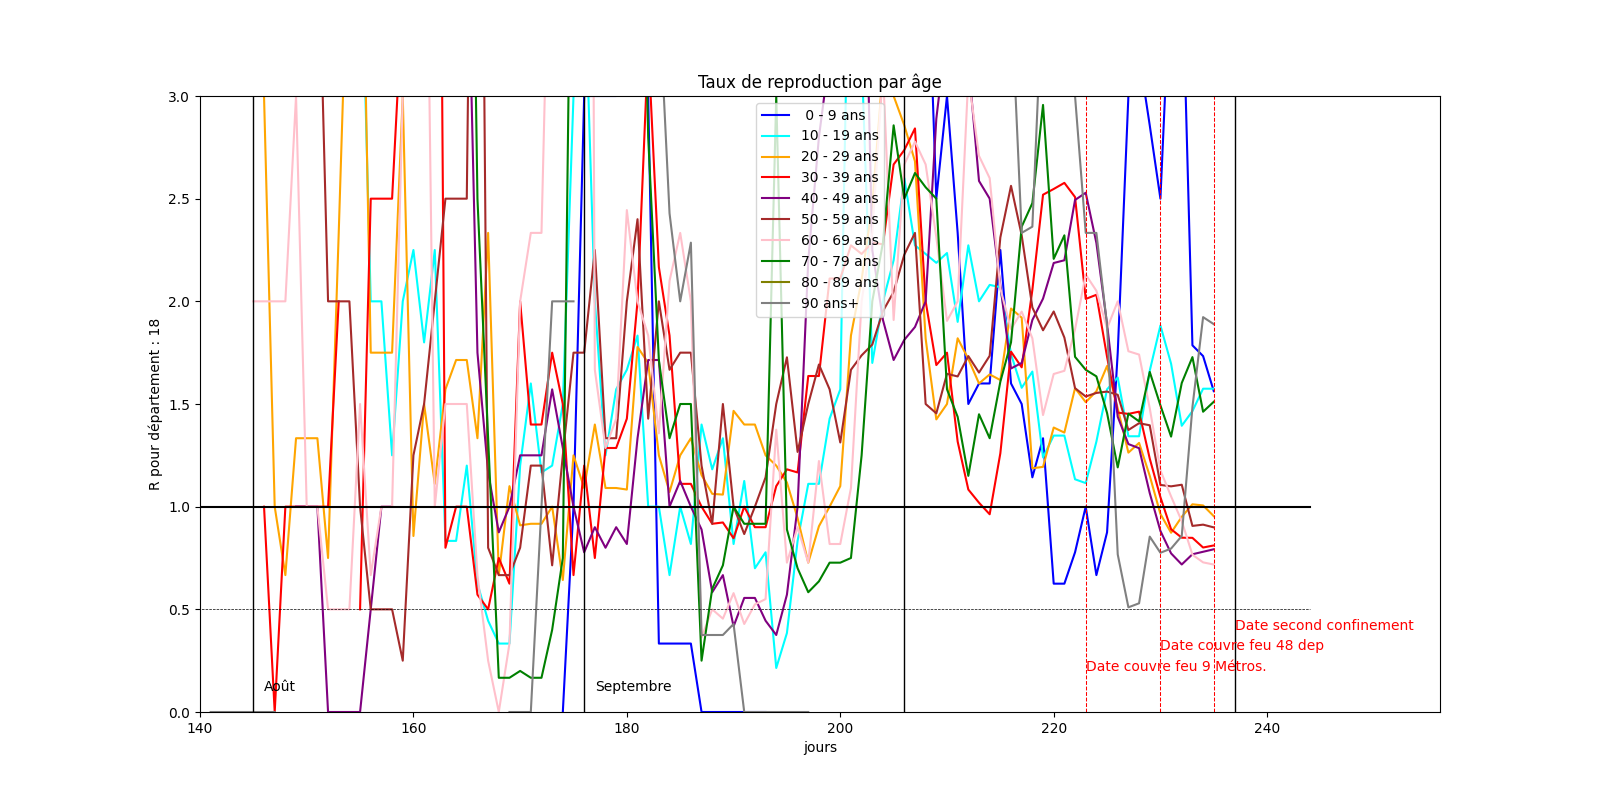 Taux de reproduction par âge
3.0
2.5
2.0
1.5
1.0
0.5
0.0
R pour département : 18
0 - 9 ans
10 - 19 ans
20 - 29 ans
30 - 39 ans
40 - 49 ans
50 - 59 ans
60 - 69 ans
70 - 79 ans
80 - 89 ans
90 ans+
Date second confinement
Date couvre feu 48 dep
Date couvre feu 9 Métros.
Août
Septembre
140
160
180
200
220
240
jours